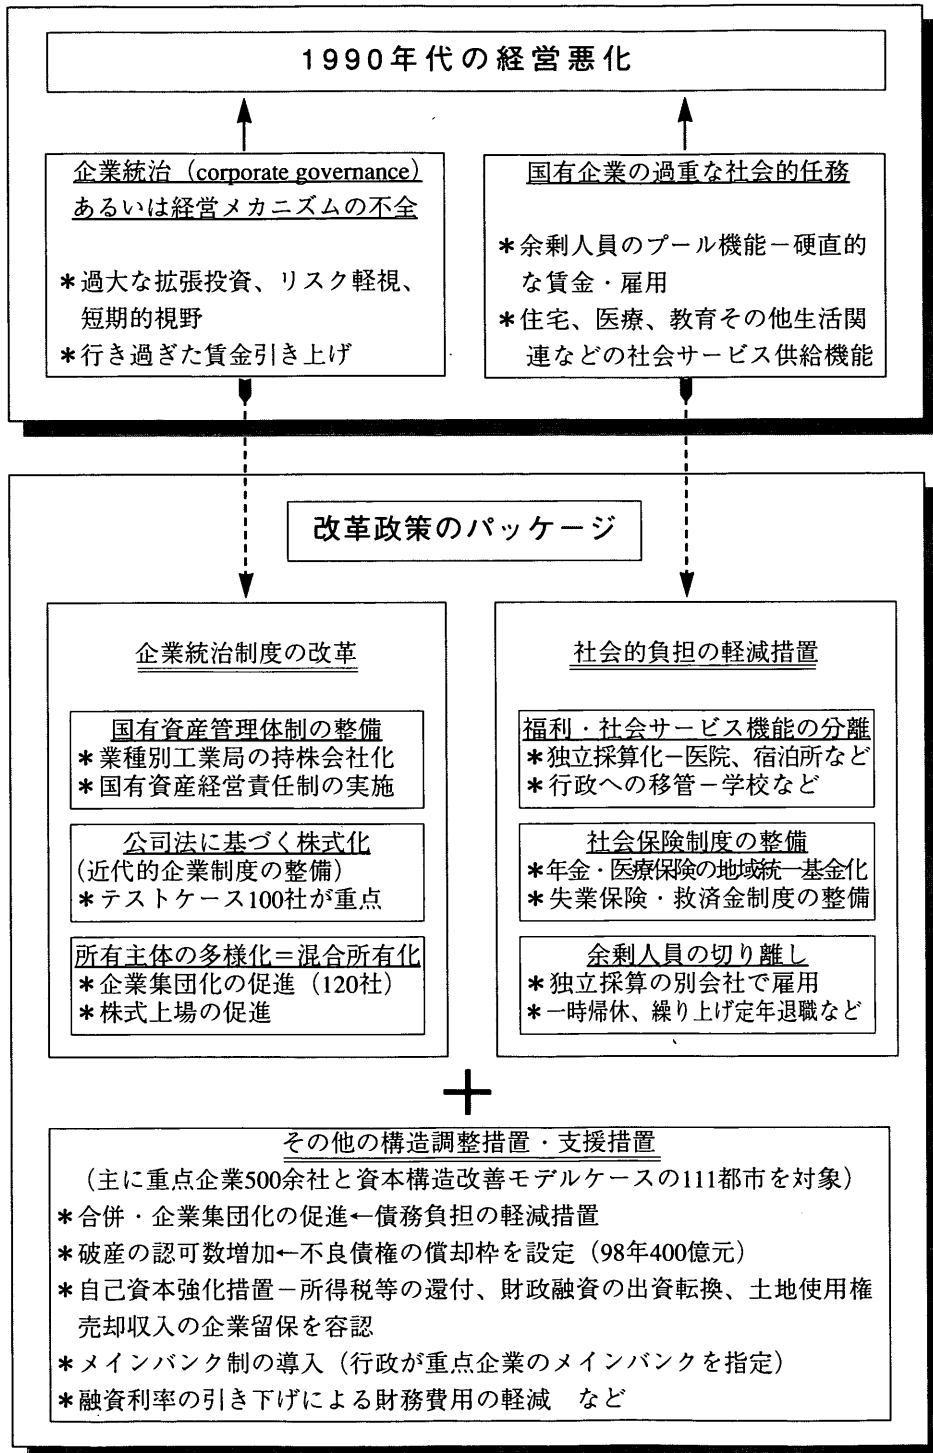 1990年代の経営悪化
企業統治（corporate governance）
あるいは経営メカニズムの不全
＊過大な拡張投資、リスク軽視、
短期的視野
＊行き過ぎた賃金引き上げ
国有企業の過重な社会的任務
＊余剰人員のプール機能－硬直的
な賃金・雇用
＊住宅、医療、教育その他生活関
連などの社会サービス供給機能
改革政策のパッケージ
企業統治制度の改革
国有資産管理体制の整備
＊業種別工業局の持株会社化
＊国有資産経営責任制の実施
公司法に基づく株式化
（近代的企業制度の整備）
＊テストケース100社が重点
所有主体の多様化＝混合所有化
＊企業集団化の促進（120社）
＊株式上場の促進
社会的負担の軽減措置
福利・社会サービス機能の分離
＊独立採算化－医院、宿泊所など
＊行政への移管－学校など
社会保険制度の整備
＊年金・医療保険の地域統一基金化
＊失業保険・救済金制度の整備
余剰人員の切り離し
＊独立採算の別会社で雇用
＊一時帰休、繰り上げ定年退職など
＋
その他の構造調整措置・支援措置
（主に重点企業500余社と資本構造改善モデルケースの111都市を対象）
＊合併・企業集団化の促進←債務負担の軽減措置
＊破産の認可数増加←不良債権の償却枠を設定（98年400億元）
＊自己資本強化措置－所得税等の還付、財政融資の出資転換、土地使用権
売却収入の企業留保を容認
＊メインバンク制の導入（行政が重点企業のメインバンクを指定）
＊融資利率の引き下げによる財務費用の軽減　など